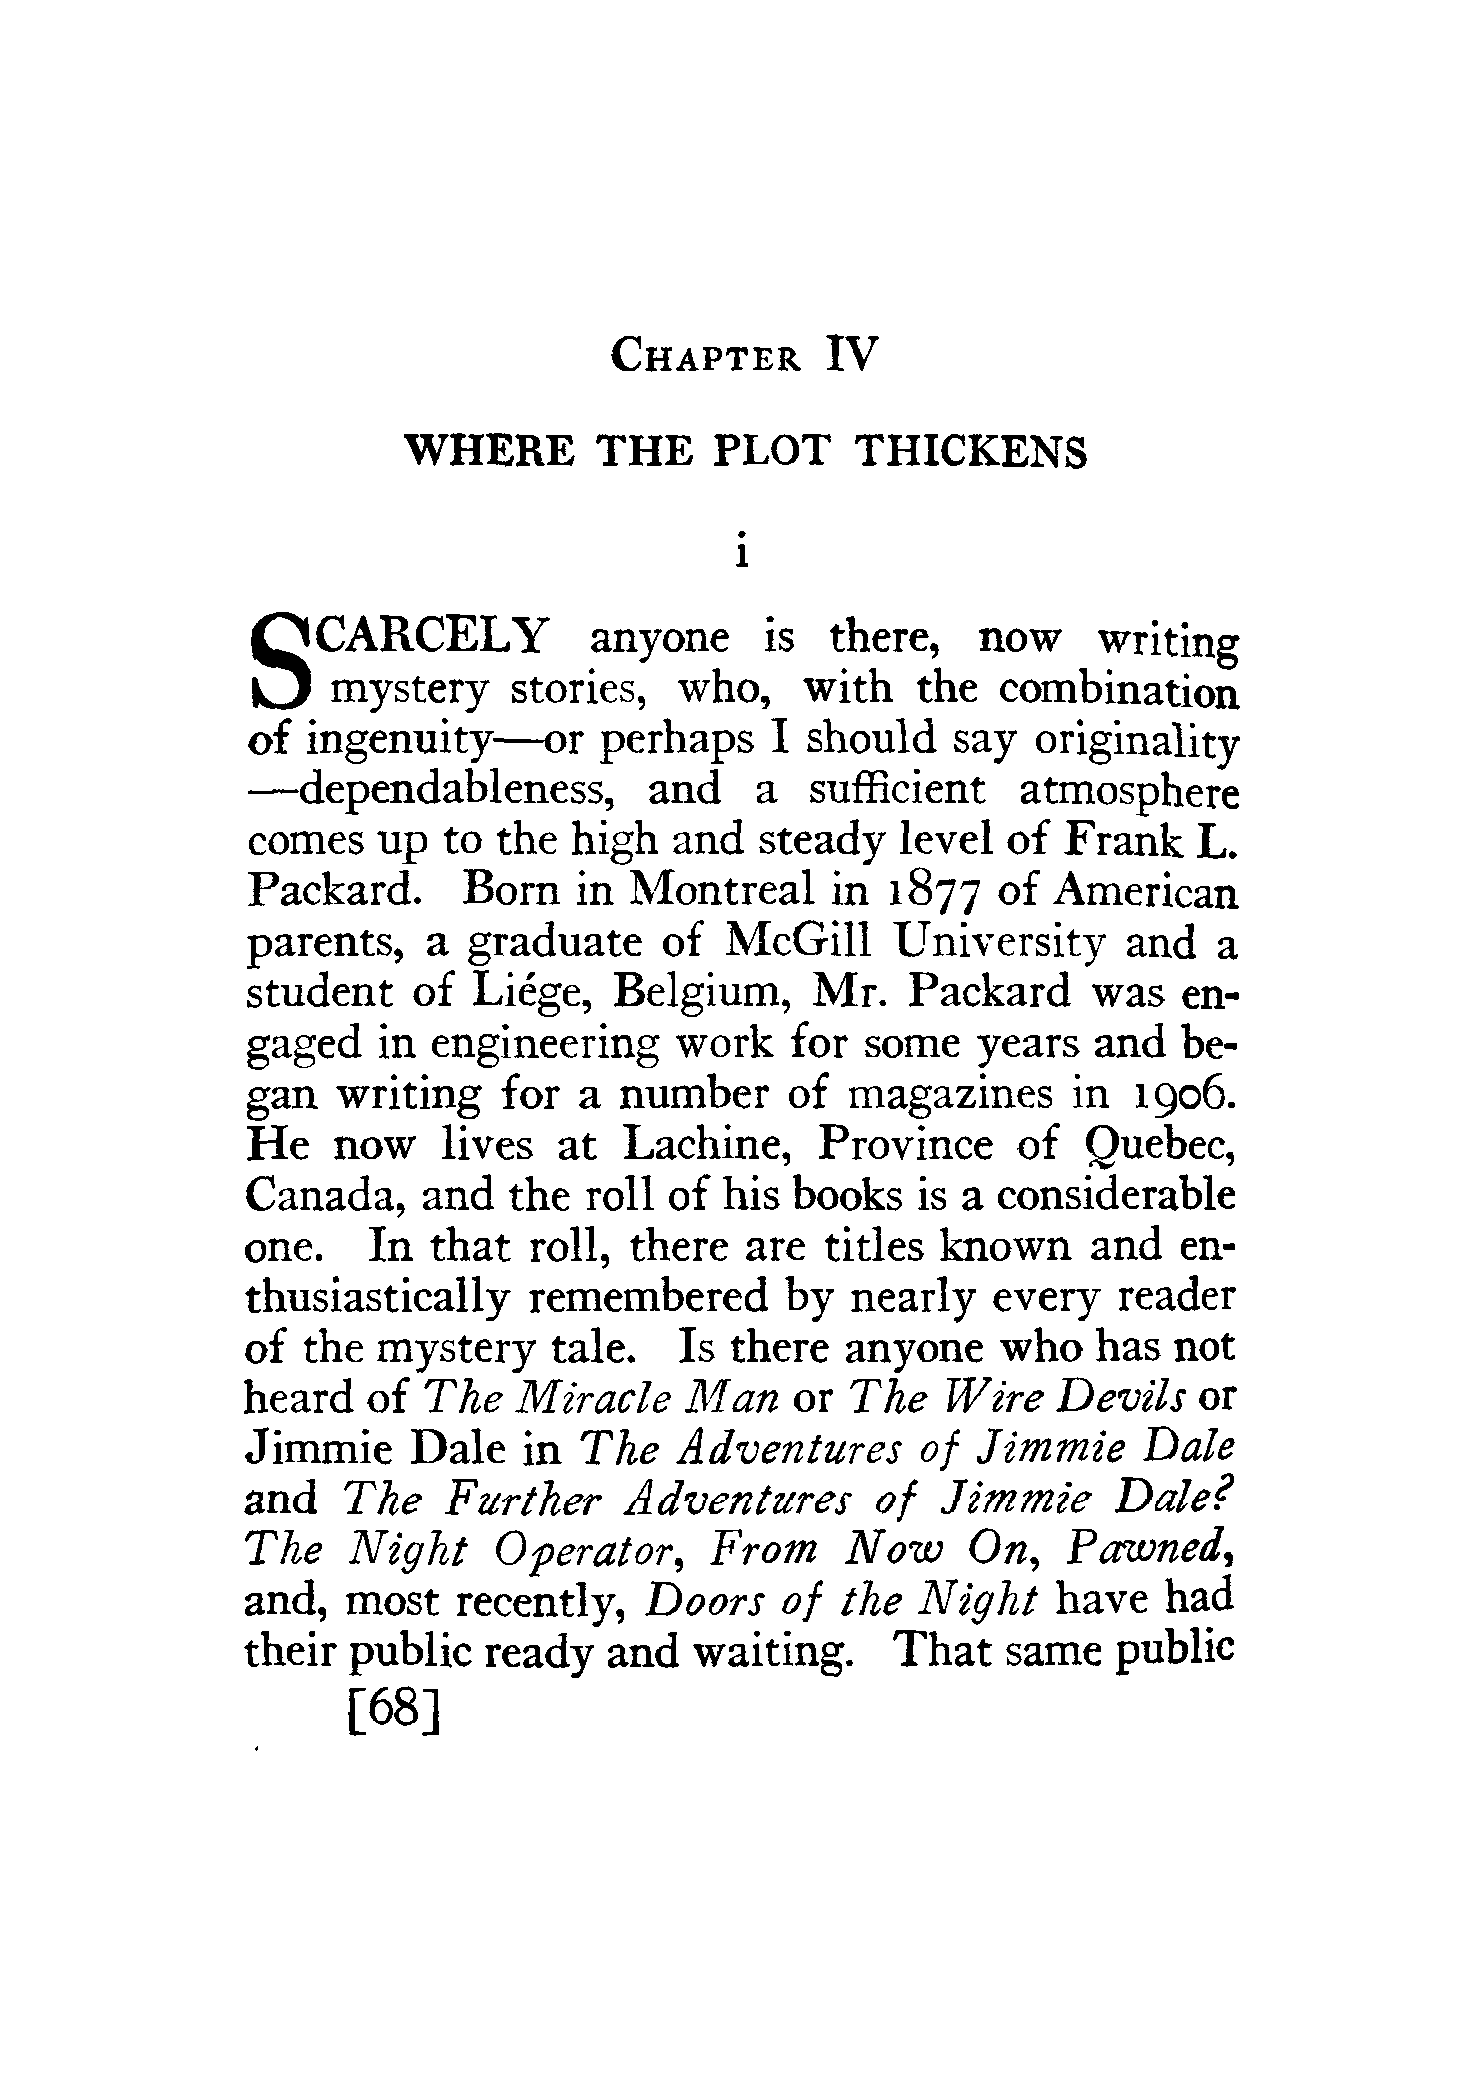 CHAPTER IV
WHERE THE PLOT THICKENS
i
SCARCELY anyone is there, now writing
mystery stories, who, with the combination
of ingenuity—or perhaps I should say originality
—dependableness, and a sufficient atmosphere
comes up to the high and steady level of Frank L.
Packard. Born in Montreal in 1877 of American
parents, a graduate of McGill University and a
student of Liége, Belgium, Mr. Packard was en-
gaged in engineering work for some years and be-
gan writing for a number of magazines in 1906.
He now lives at Lachine, Province of Quebec,
Canada, and the roll of his books is a considerable
one. In that roll, there are titles known and en-
thusiastically remembered by nearly every reader
of the mystery tale. Is there anyone who has not
heard of The Miracle Man or The Wire Devils or
Jimmie Dale in The Adventures of Jimmie Dale
and The Further Adventures of Jimmie Dale?
The Night Operator, From Now On, Pawned,
and, most recently, Doors of the Night have had
their public ready and waiting. That same public
[68]